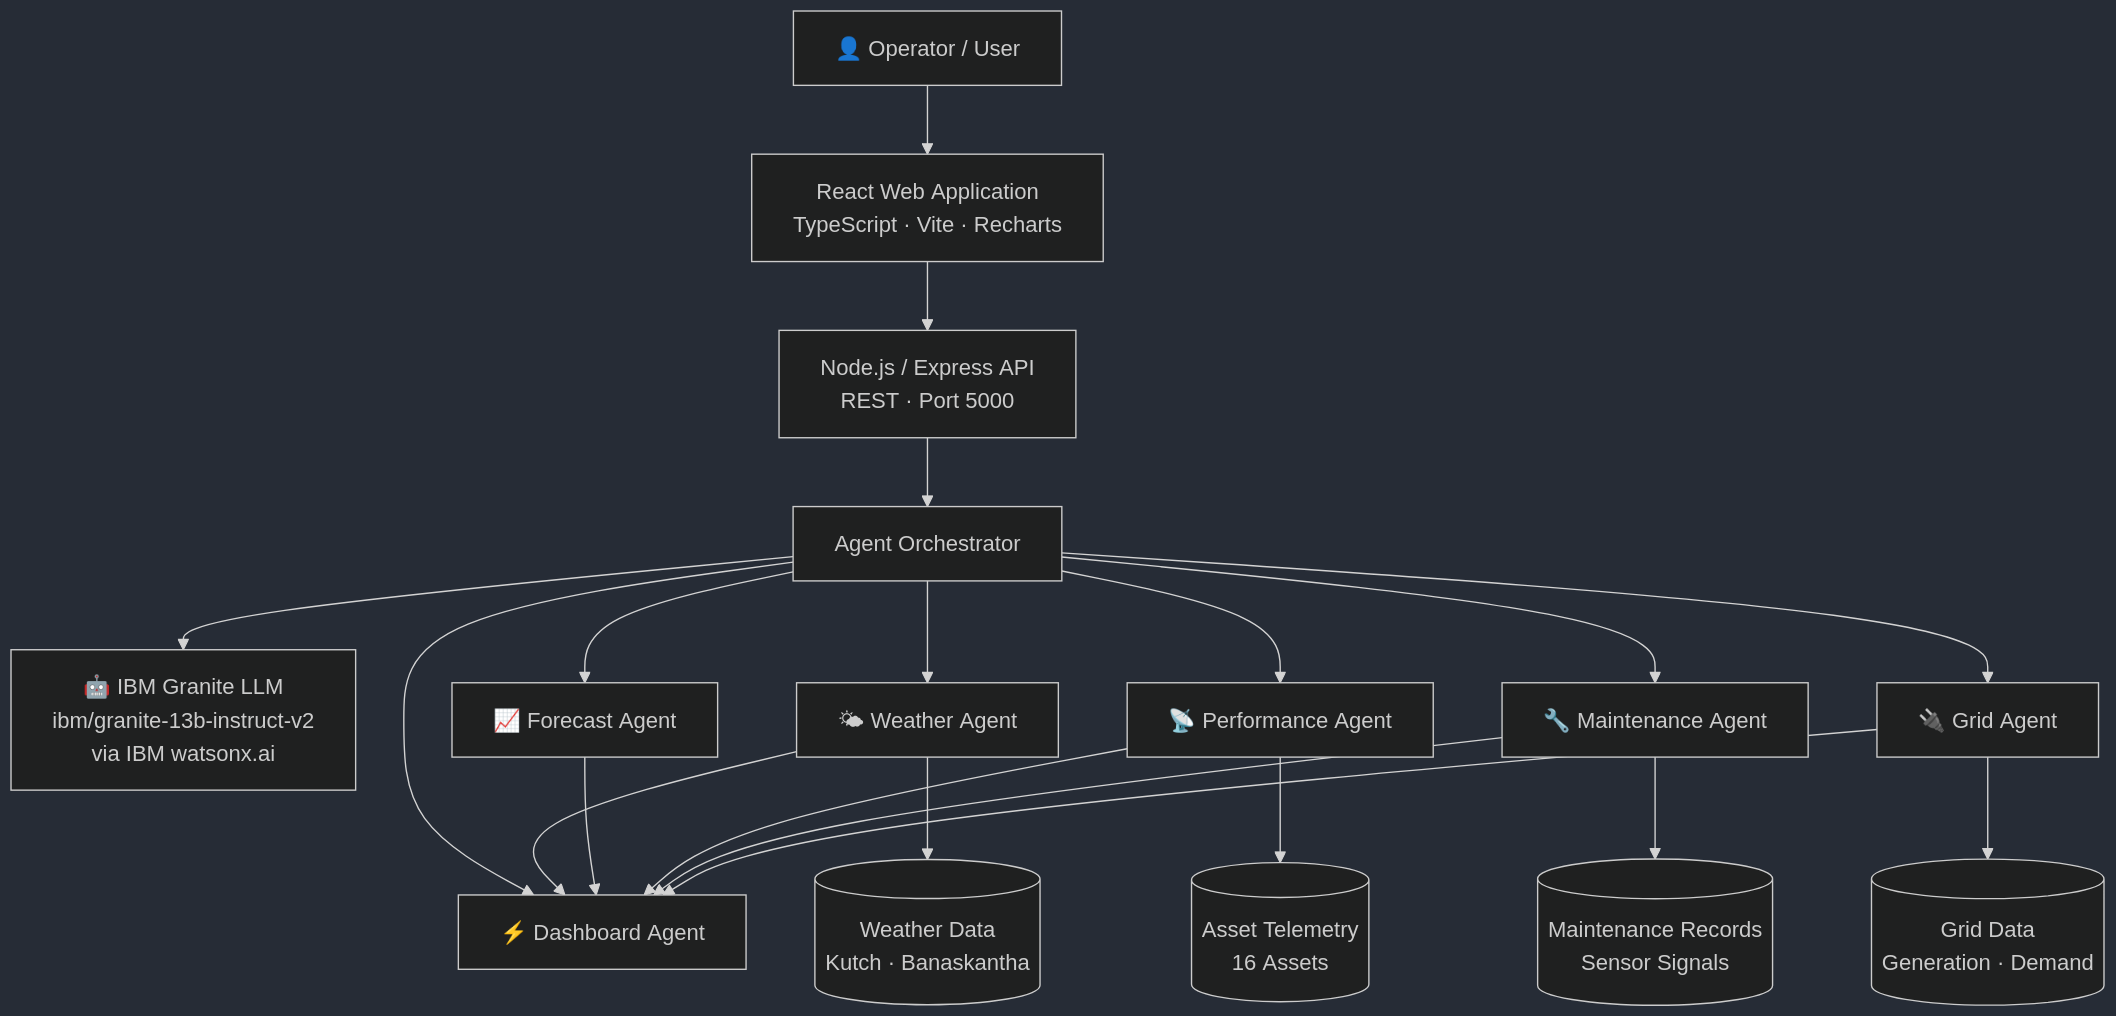 👤 Operator / User
React Web Application
TypeScript · Vite · Recharts
Node.js / Express API
REST · Port 5000
Agent Orchestrator
🤖 IBM Granite LLM
ibm/granite-13b-instruct-v2
via IBM watsonx.ai
📈 Forecast Agent
🌤 Weather Agent
📡 Performance Agent
🔧 Maintenance Agent
🔌 Grid Agent
⚡ Dashboard Agent
Weather Data
Kutch · Banaskantha
Asset Telemetry
16 Assets
Maintenance Records
Sensor Signals
Grid Data
Generation · Demand